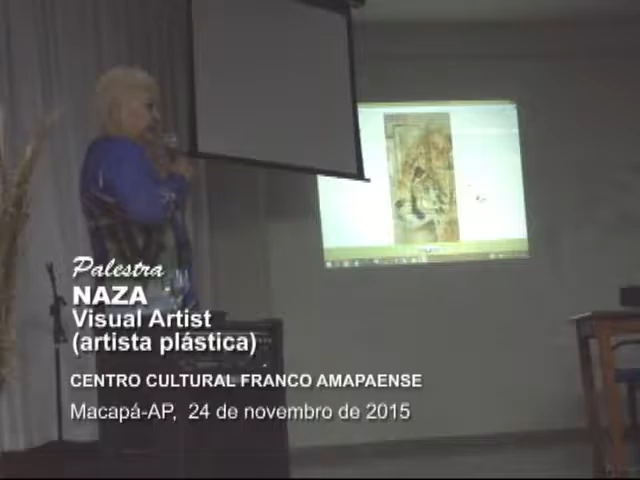 Palestra
NAZA
Visual Artist
(artista plástica)
CENTRO CULTURAL FRANCO AMAPAENSE
Macapá-AP, 24 de novembro de 2015